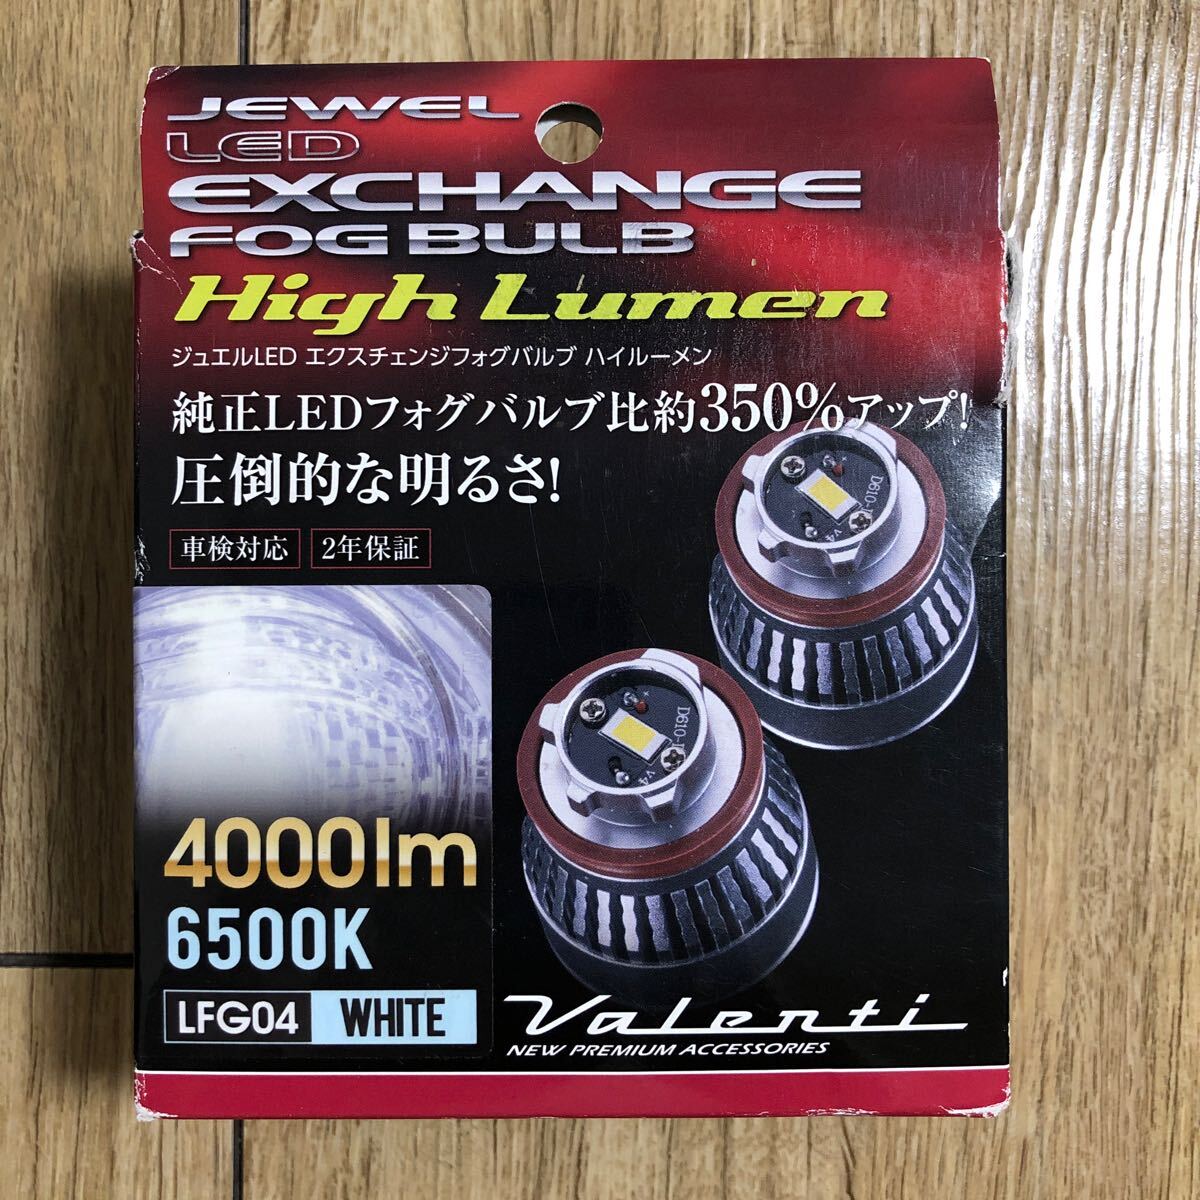 JEWEL
LED
EXCHANGE
FOG BULB
High Lumen
ジュエルLED エクスチェンジフォグバルブ ハイルーメン
純正LEDフォグバルブ比約350%アップ!
圧倒的な明るさ!
車検対応 2年保証
4000lm
6500K
LFG04 WHITE
Valenti
NEW PREMIUM ACCESSORIES
V4
V4